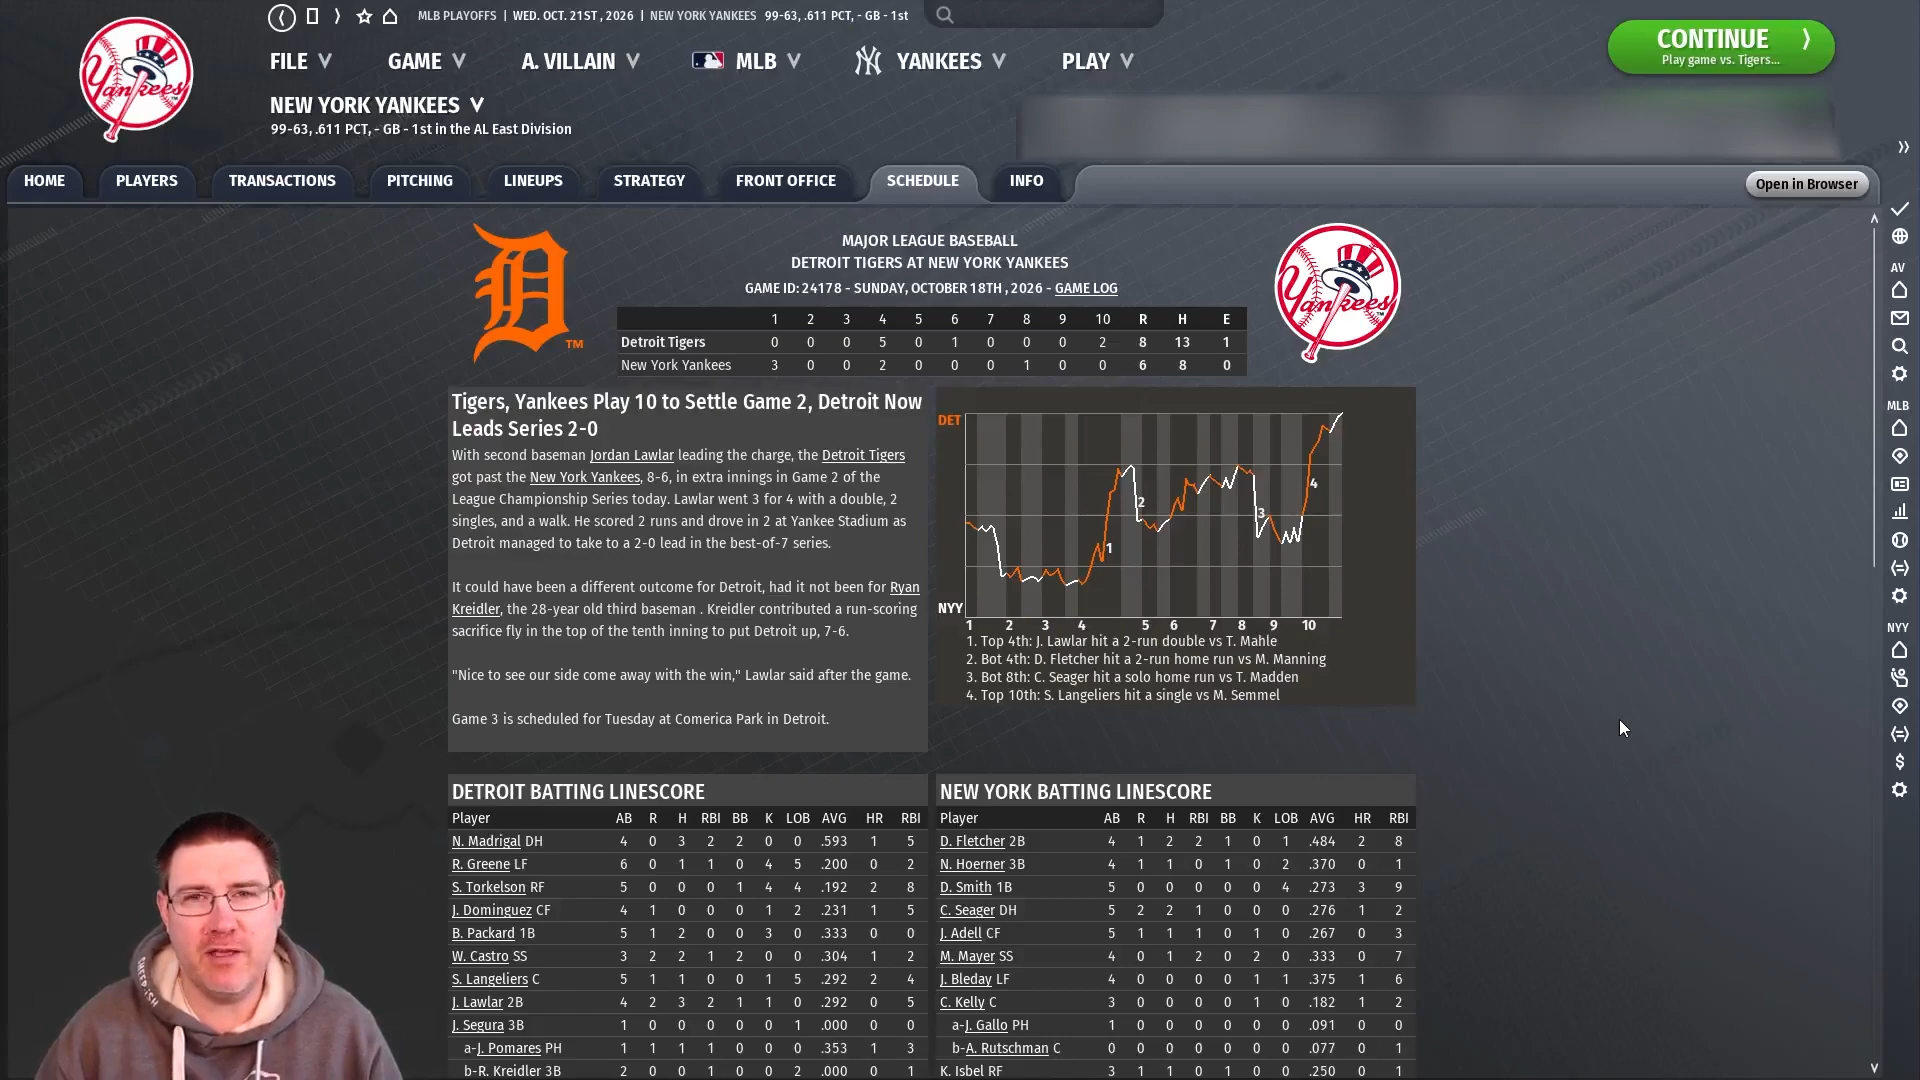 MLB PLAYOFFS | WED. OCT. 21ST , 2026 | NEW YORK YANKEES 99-63, .611 PCT, - GB - 1st
FILE GAME A. VILLAIN MLB YANKEES PLAY
CONTINUE
Play game vs. Tigers...
Yankees
NEW YORK YANKEES
99-63, .611 PCT, - GB - 1st in the AL East Division
HOME PLAYERS TRANSACTIONS PITCHING LINEUPS STRATEGY FRONT OFFICE SCHEDULE INFO
Open in Browser
D TM
Yankees
MAJOR LEAGUE BASEBALL
DETROIT TIGERS AT NEW YORK YANKEES
GAME ID: 24178 - SUNDAY, OCTOBER 18TH , 2026 - GAME LOG
1 2 3 4 5 6 7 8 9 10 R H E
Detroit Tigers 0 0 0 5 0 1 0 0 0 2 8 13 1
New York Yankees 3 0 0 2 0 0 0 1 0 0 6 8 0
Tigers, Yankees Play 10 to Settle Game 2, Detroit Now
Leads Series 2-0
With second baseman Jordan Lawlar leading the charge, the Detroit Tigers
got past the New York Yankees, 8-6, in extra innings in Game 2 of the
League Championship Series today. Lawlar went 3 for 4 with a double, 2
singles, and a walk. He scored 2 runs and drove in 2 at Yankee Stadium as
Detroit managed to take to a 2-0 lead in the best-of-7 series.
It could have been a different outcome for Detroit, had it not been for Ryan
Kreidler, the 28-year old third baseman . Kreidler contributed a run-scoring
sacrifice fly in the top of the tenth inning to put Detroit up, 7-6.
"Nice to see our side come away with the win," Lawlar said after the game.
Game 3 is scheduled for Tuesday at Comerica Park in Detroit.
DET
1
2
3
4
NYY
1 2 3 4 5 6 7 8 9 10
1. Top 4th: J. Lawlar hit a 2-run double vs T. Mahle
2. Bot 4th: D. Fletcher hit a 2-run home run vs M. Manning
3. Bot 8th: C. Seager hit a solo home run vs T. Madden
4. Top 10th: S. Langeliers hit a single vs M. Semmel
DETROIT BATTING LINESCORE
Player AB R H RBI BB K LOB AVG HR RBI
N. Madrigal DH 4 0 3 2 2 0 0 .593 1 5
R. Greene LF 6 0 1 1 0 4 5 .200 0 2
S. Torkelson RF 5 0 0 0 1 4 4 .192 2 8
J. Dominguez CF 4 1 0 0 0 1 2 .231 1 5
B. Packard 1B 5 1 2 0 0 3 0 .333 0 0
W. Castro SS 3 2 2 1 2 0 0 .304 1 2
S. Langeliers C 5 1 1 0 0 1 5 .292 2 4
J. Lawlar 2B 4 2 3 2 1 1 0 .292 0 5
J. Segura 3B 1 0 0 0 0 0 1 .000 0 0
a-J. Pomares PH 1 1 1 1 0 0 0 .353 1 3
b-R. Kreidler 3B 2 0 0 1 0 0 2 .000 0 1
NEW YORK BATTING LINESCORE
Player AB R H RBI BB K LOB AVG HR RBI
D. Fletcher 2B 4 1 2 2 1 0 1 .484 2 8
N. Hoerner 3B 4 1 1 0 1 0 2 .370 0 1
D. Smith 1B 5 0 0 0 0 0 4 .273 3 9
C. Seager DH 5 2 2 1 0 0 0 .276 1 2
J. Adell CF 5 1 1 1 0 1 0 .267 0 3
M. Mayer SS 4 0 1 2 0 2 0 .333 0 7
J. Bleday LF 4 0 0 0 0 1 1 .375 1 6
C. Kelly C 3 0 0 0 0 1 0 .182 1 2
a-J. Gallo PH 1 0 0 0 0 0 0 .091 0 0
b-A. Rutschman C 0 0 0 0 0 0 0 .077 0 1
K. Isbel RF 3 1 1 0 1 0 0 .250 0 1
AV
MLB
NYY